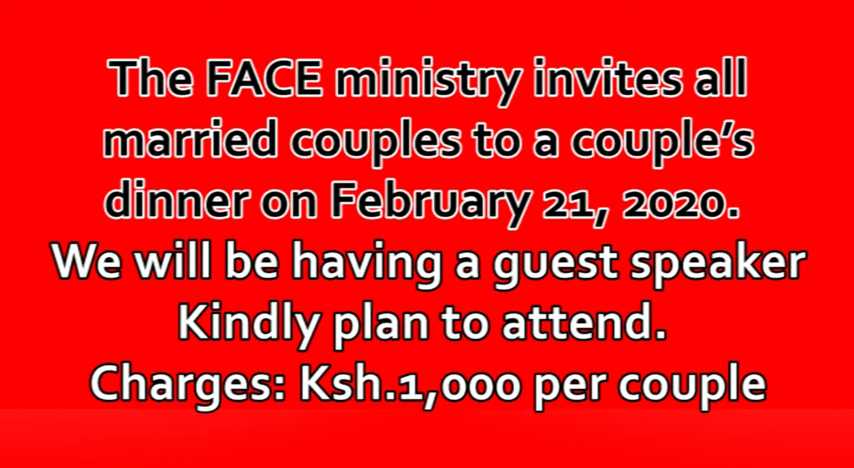 The FACE ministry invites all
married couples to a couple's
dinner on February 21, 2020.
We will be having a guest speaker
Kindly plan to attend.
Charges: Ksh.1,000 per couple